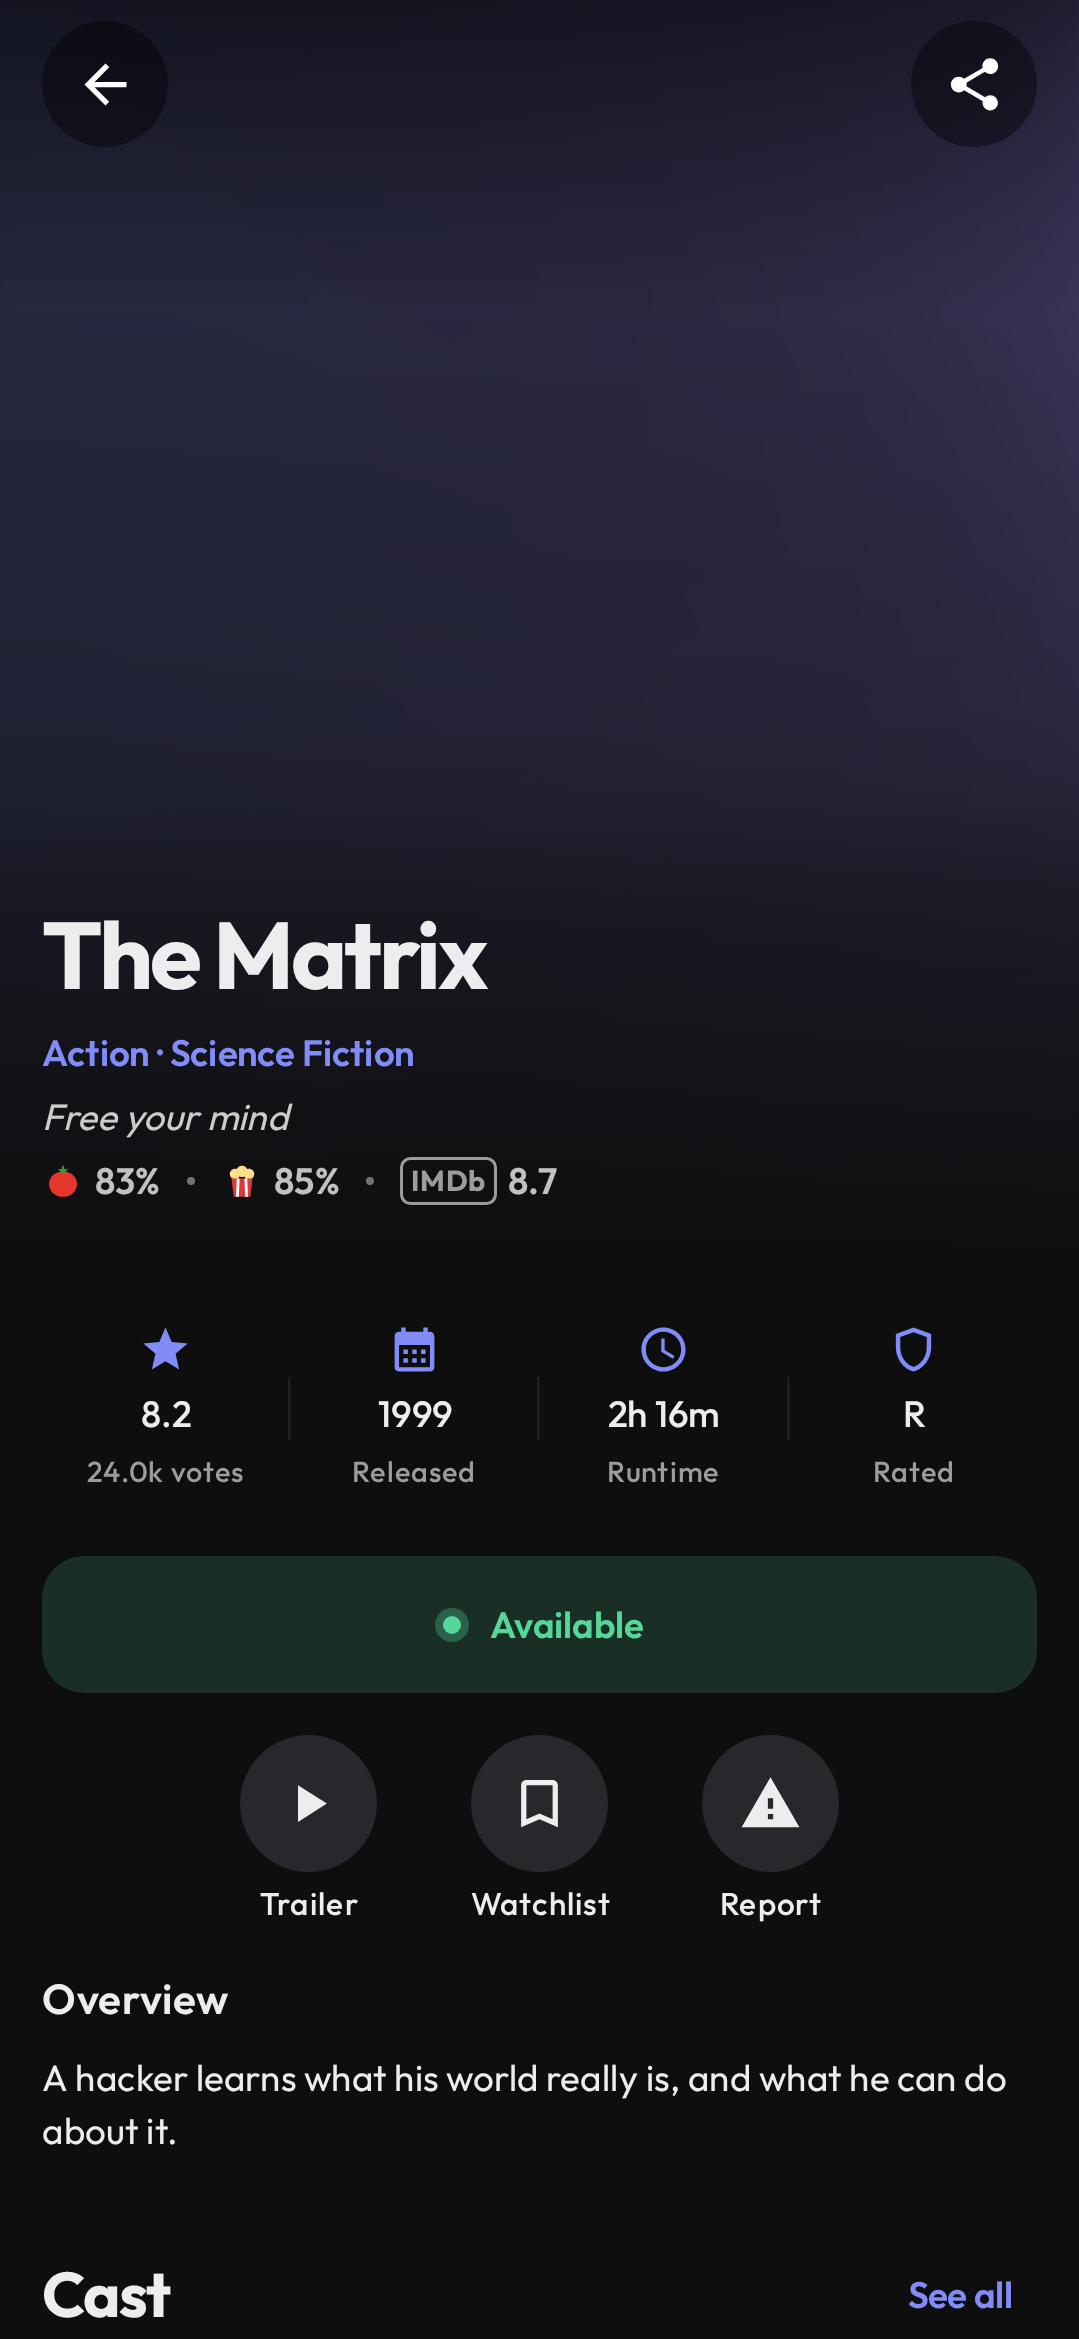 The Matrix
Action · Science Fiction
Free your mind
83% • 85% • IMDb 8.7
8.2 1999 2h 16m R
24.0k votes Released Runtime Rated
Available
Trailer Watchlist Report
Overview
A hacker learns what his world really is, and what he can do
about it.
Cast See all